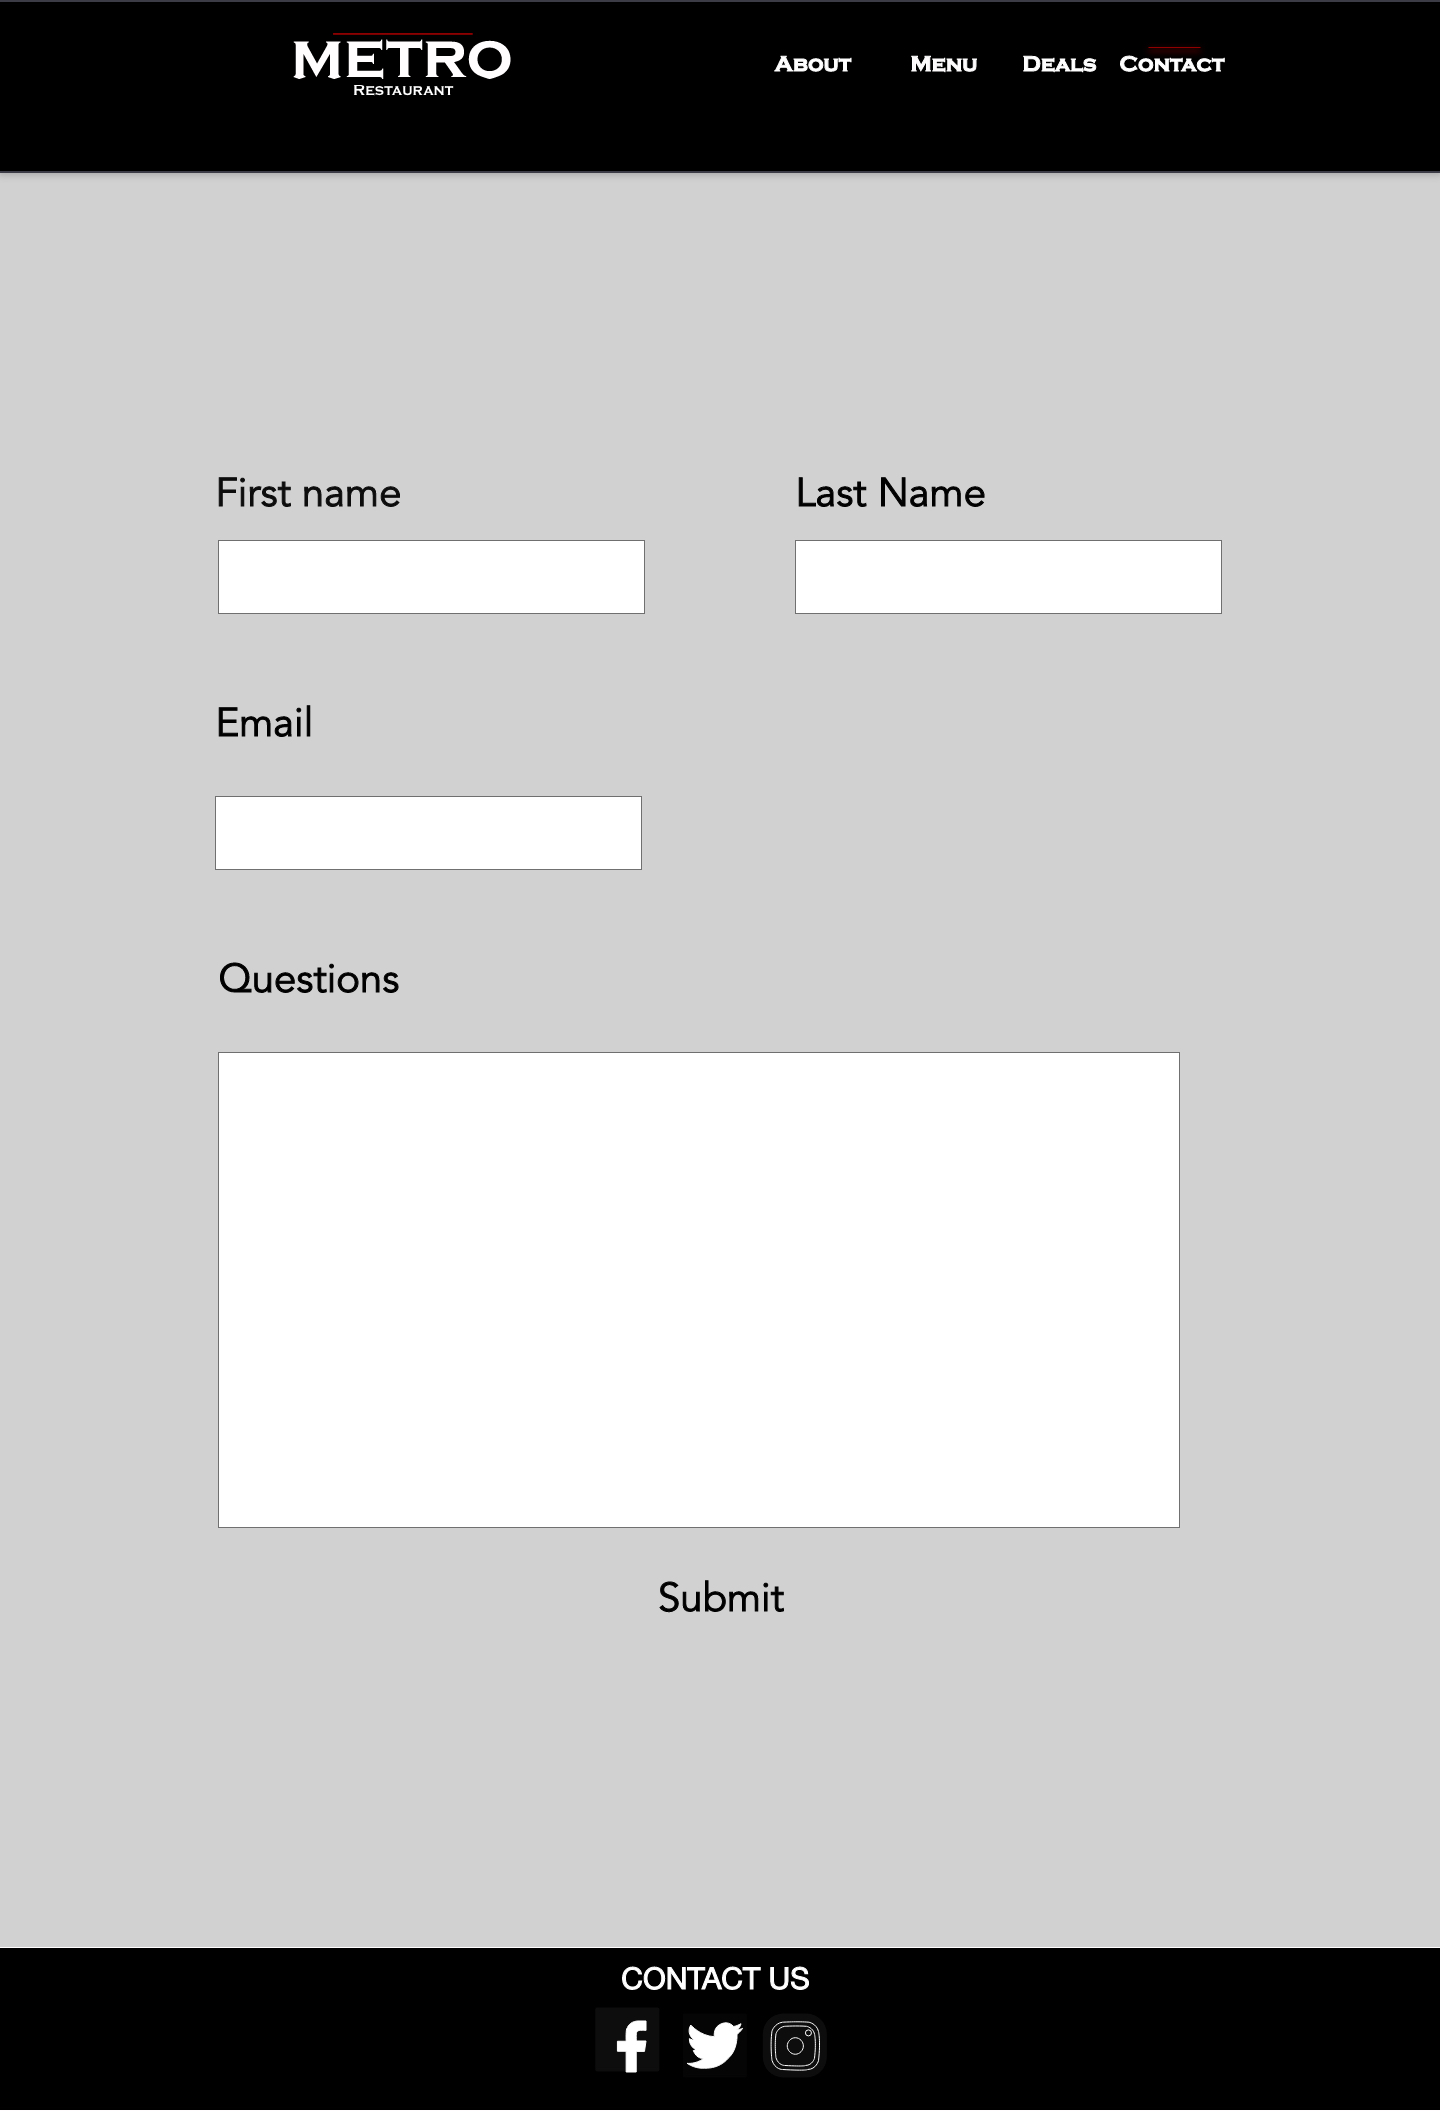 METRO
Restaurant
About Menu Deals Contact
First name Last Name
Email
Questions
Submit
CONTACT US